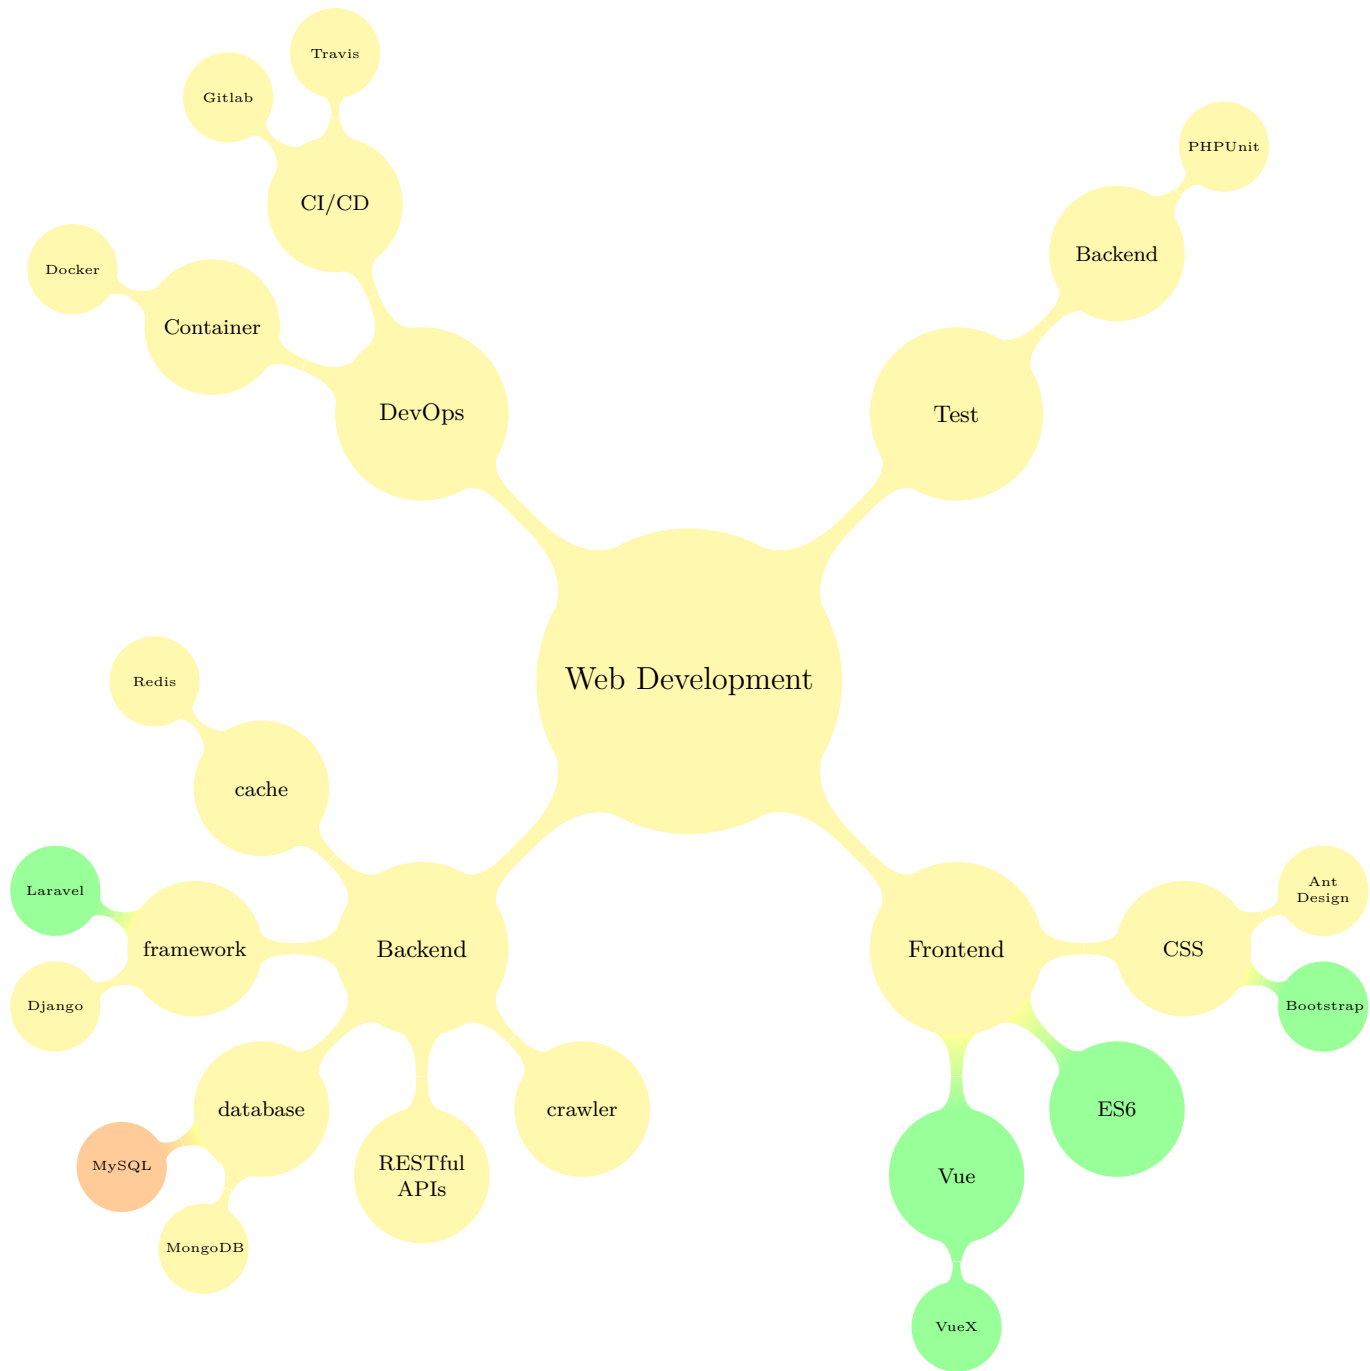 Travis
Gitlab
PHPUnit
CI/CD
Backend
Docker
Container
DevOps
Test
Web Development
Redis
cache
Laravel
Ant
Design
framework
Backend
Frontend
CSS
Django
Bootstrap
database
crawler
ES6
MySQL
RESTful
APIs
Vue
MongoDB
VueX